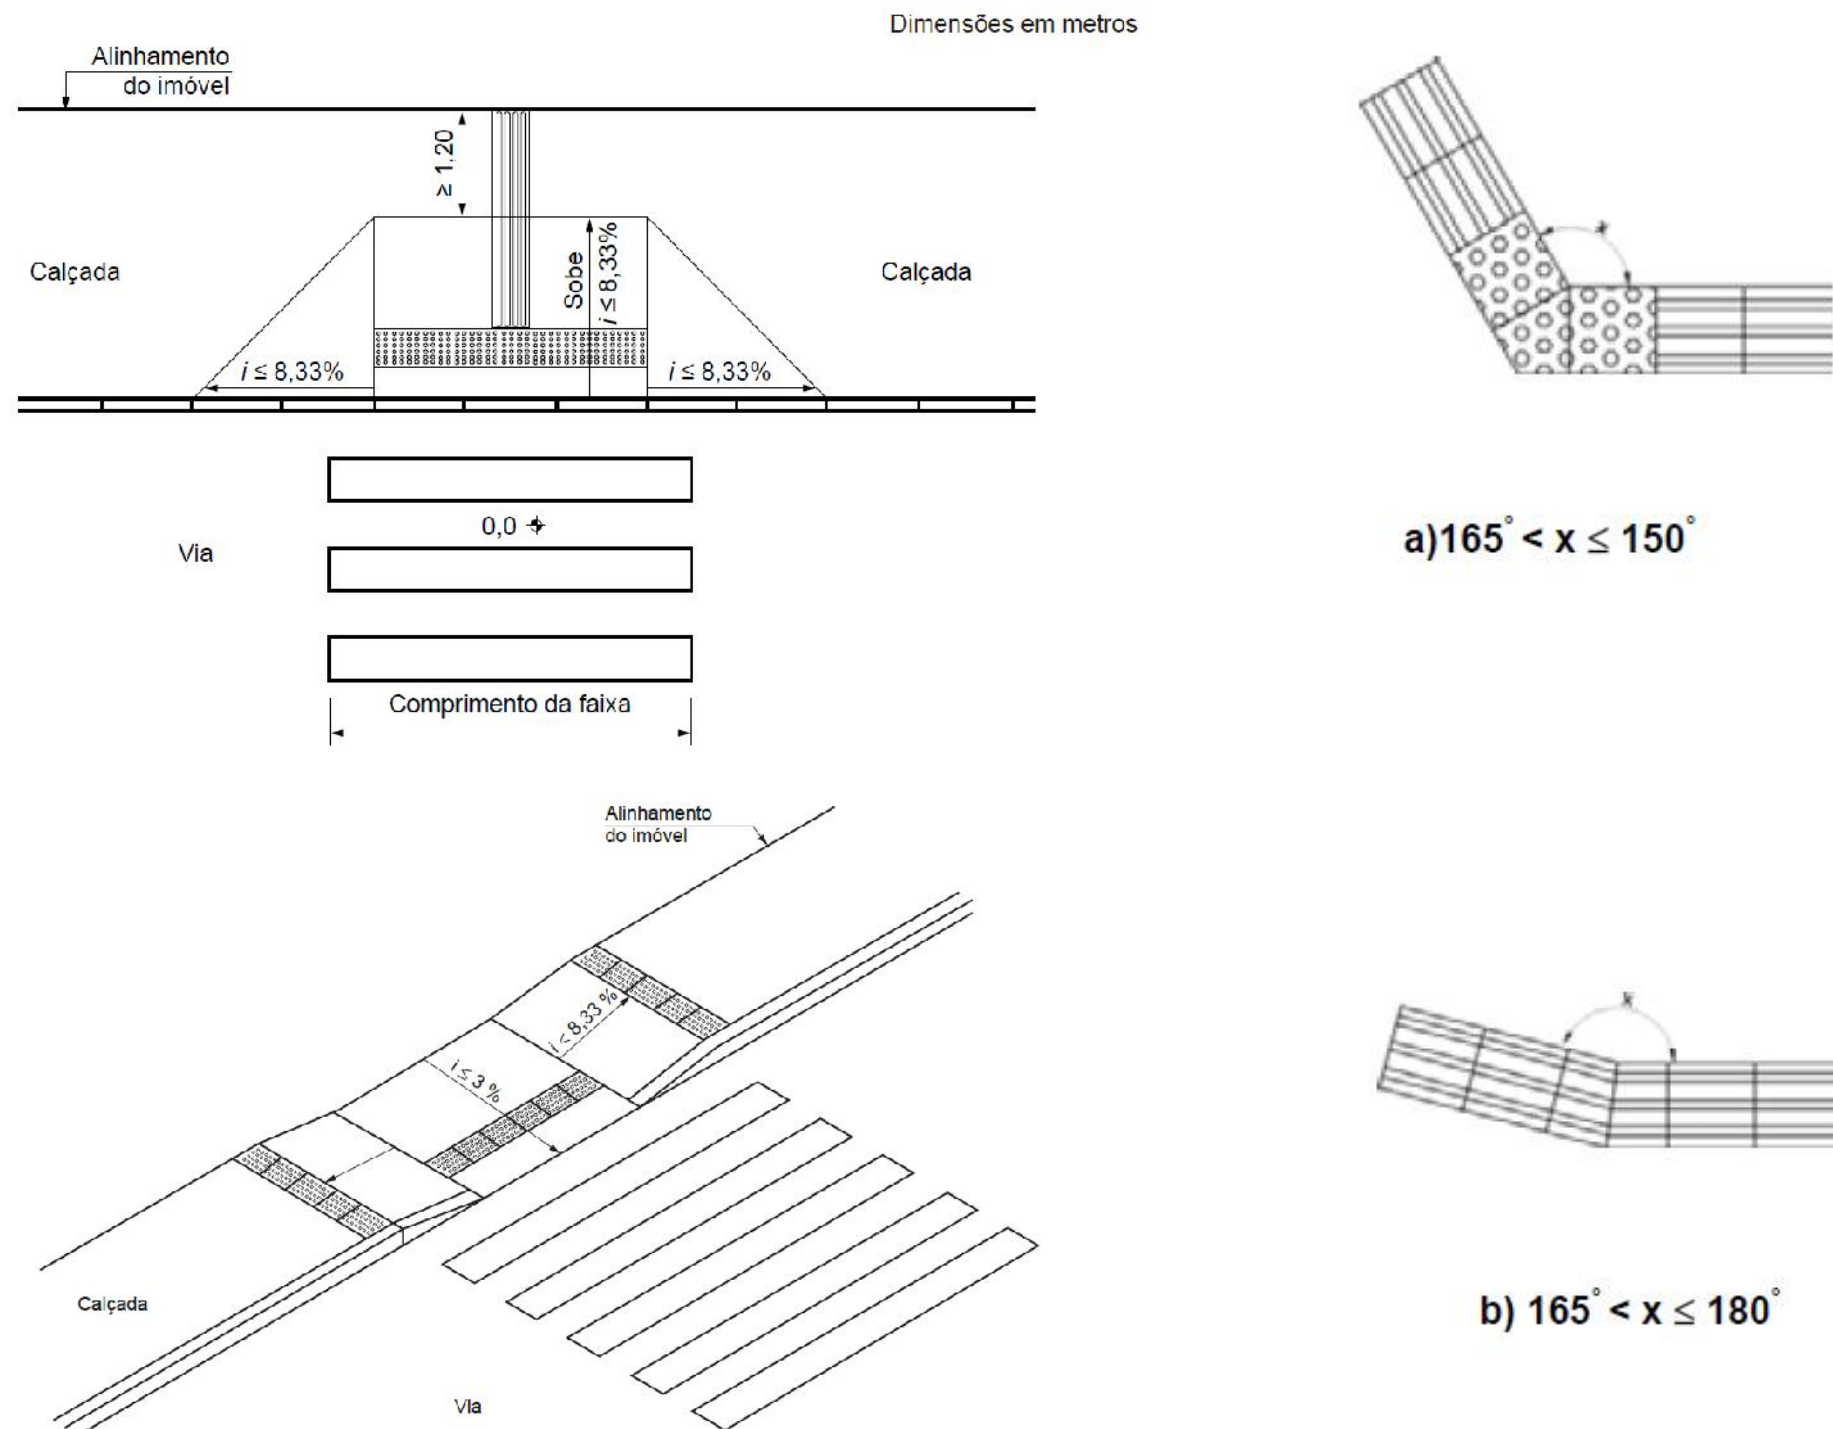 Dimensões em metros
Alinhamento
do imóvel
≥ 1,20
Calçada
Sobe
i ≤ 8,33%
Calçada
i ≤ 8,33%
i ≤ 8,33%
x
0,0
Via
a)165° < x ≤ 150°
Comprimento da faixa
Alinhamento
do imóvel
i < 8,33 %
i ≤ 3 %
x
Calçada
b) 165° < x ≤ 180°
Via